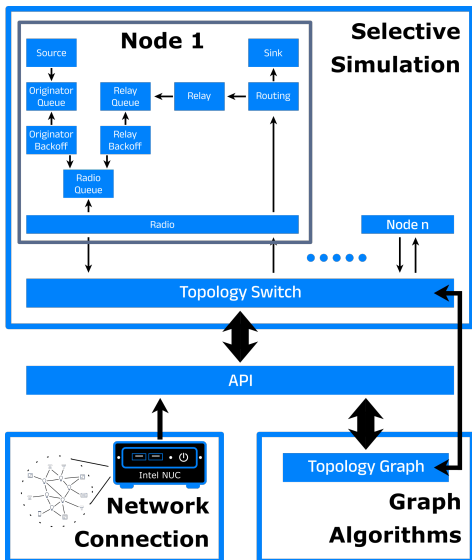 Node 1
Selective
Simulation
Source
Sink
Originator
Queue
Relay
Queue
Relay
Routing
Originator
Backoff
Relay
Backoff
Radio
Queue
Radio
Node n
Topology Switch
API
Intel NUC
Network
Connection
Topology Graph
Graph
Algorithms